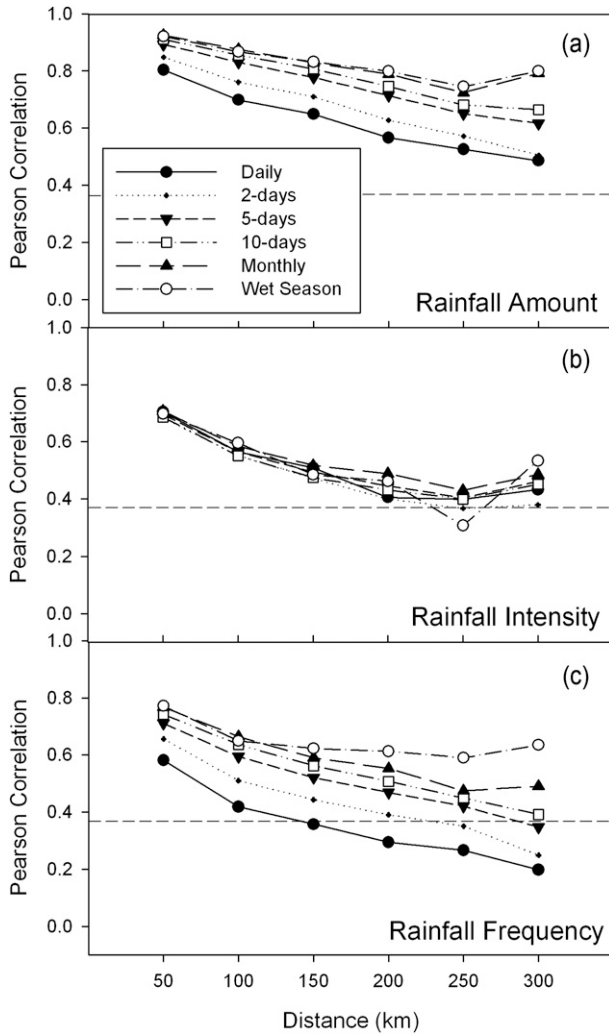 1.0
(a)
0.8
0.6
Pearson Correlation
Daily
2-days
0.4
5-days
10-days
0.2
Monthly
Wet Season
0.0
Rainfall Amount
1.0
(b)
0.8
0.6
Pearson Correlation
0.4
0.2
0.0
Rainfall Intensity
1.0
(c)
0.8
0.6
Pearson Correlation
0.4
0.2
0.0
Rainfall Frequency
50 100 150 200 250 300
Distance (km)